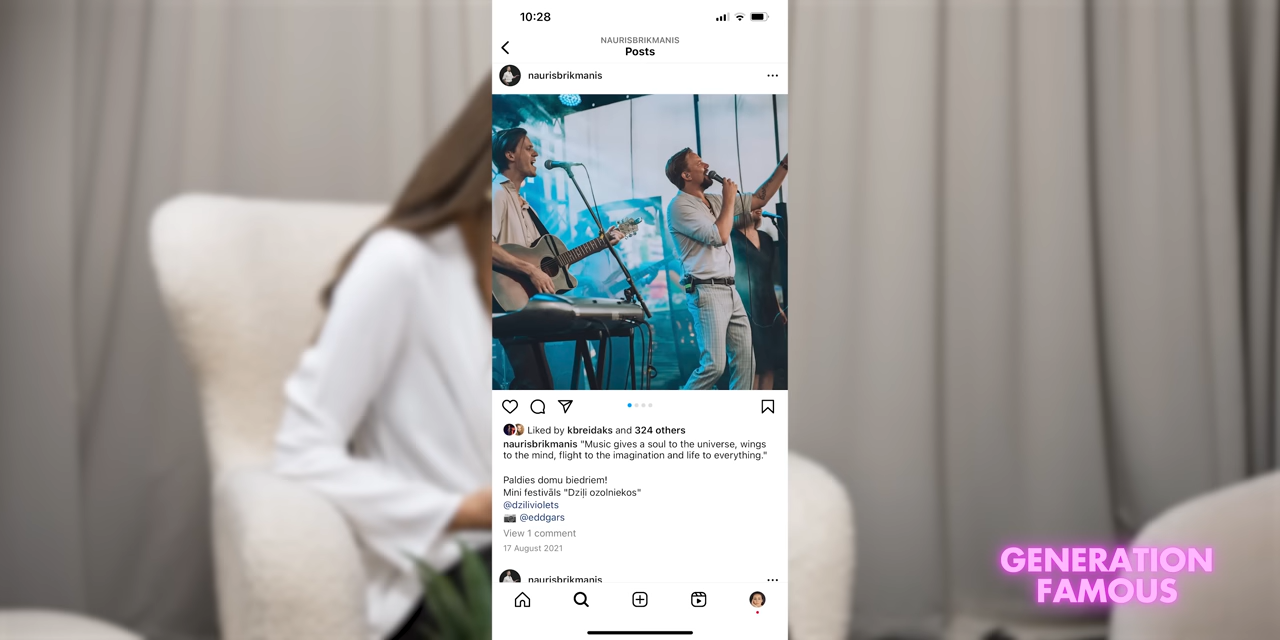 10:28
NAURISBRIKMANIS
Posts
naurisbrikmanis
Liked by kbreidaks and 324 others
naurisbrikmanis "Music gives a soul to the universe, wings
to the mind, flight to the imagination and life to everything."
Paldies domu biedriem!
Mini festivāls "Dziļi ozolniekos"
@dziliviolets
@eddgars
View 1 comment
17 August 2021
naurisbrikmanis
GENERATION
FAMOUS